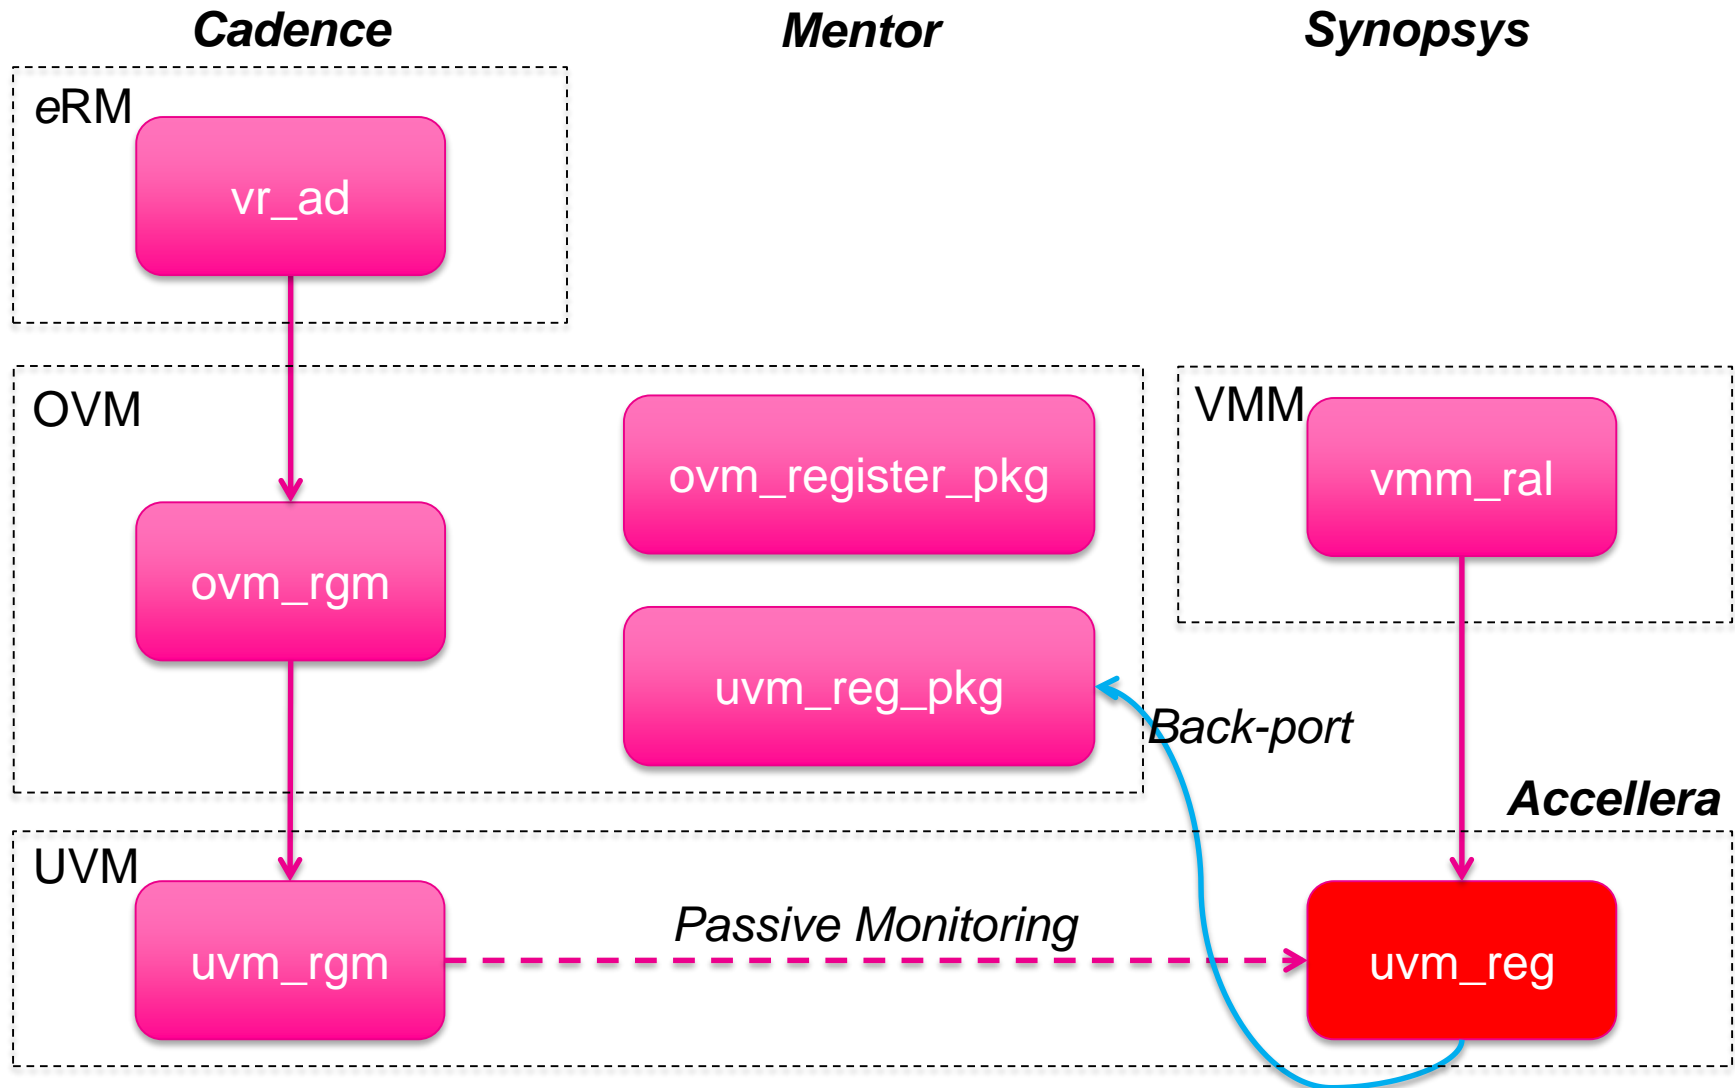 Cadence
Mentor
Synopsys
eRM
vr_ad
OVM
ovm_register_pkg
VMM
vmm_ral
ovm_rgm
uvm_reg_pkg
Back-port
Accellera
UVM
Passive Monitoring
uvm_rgm
uvm_reg